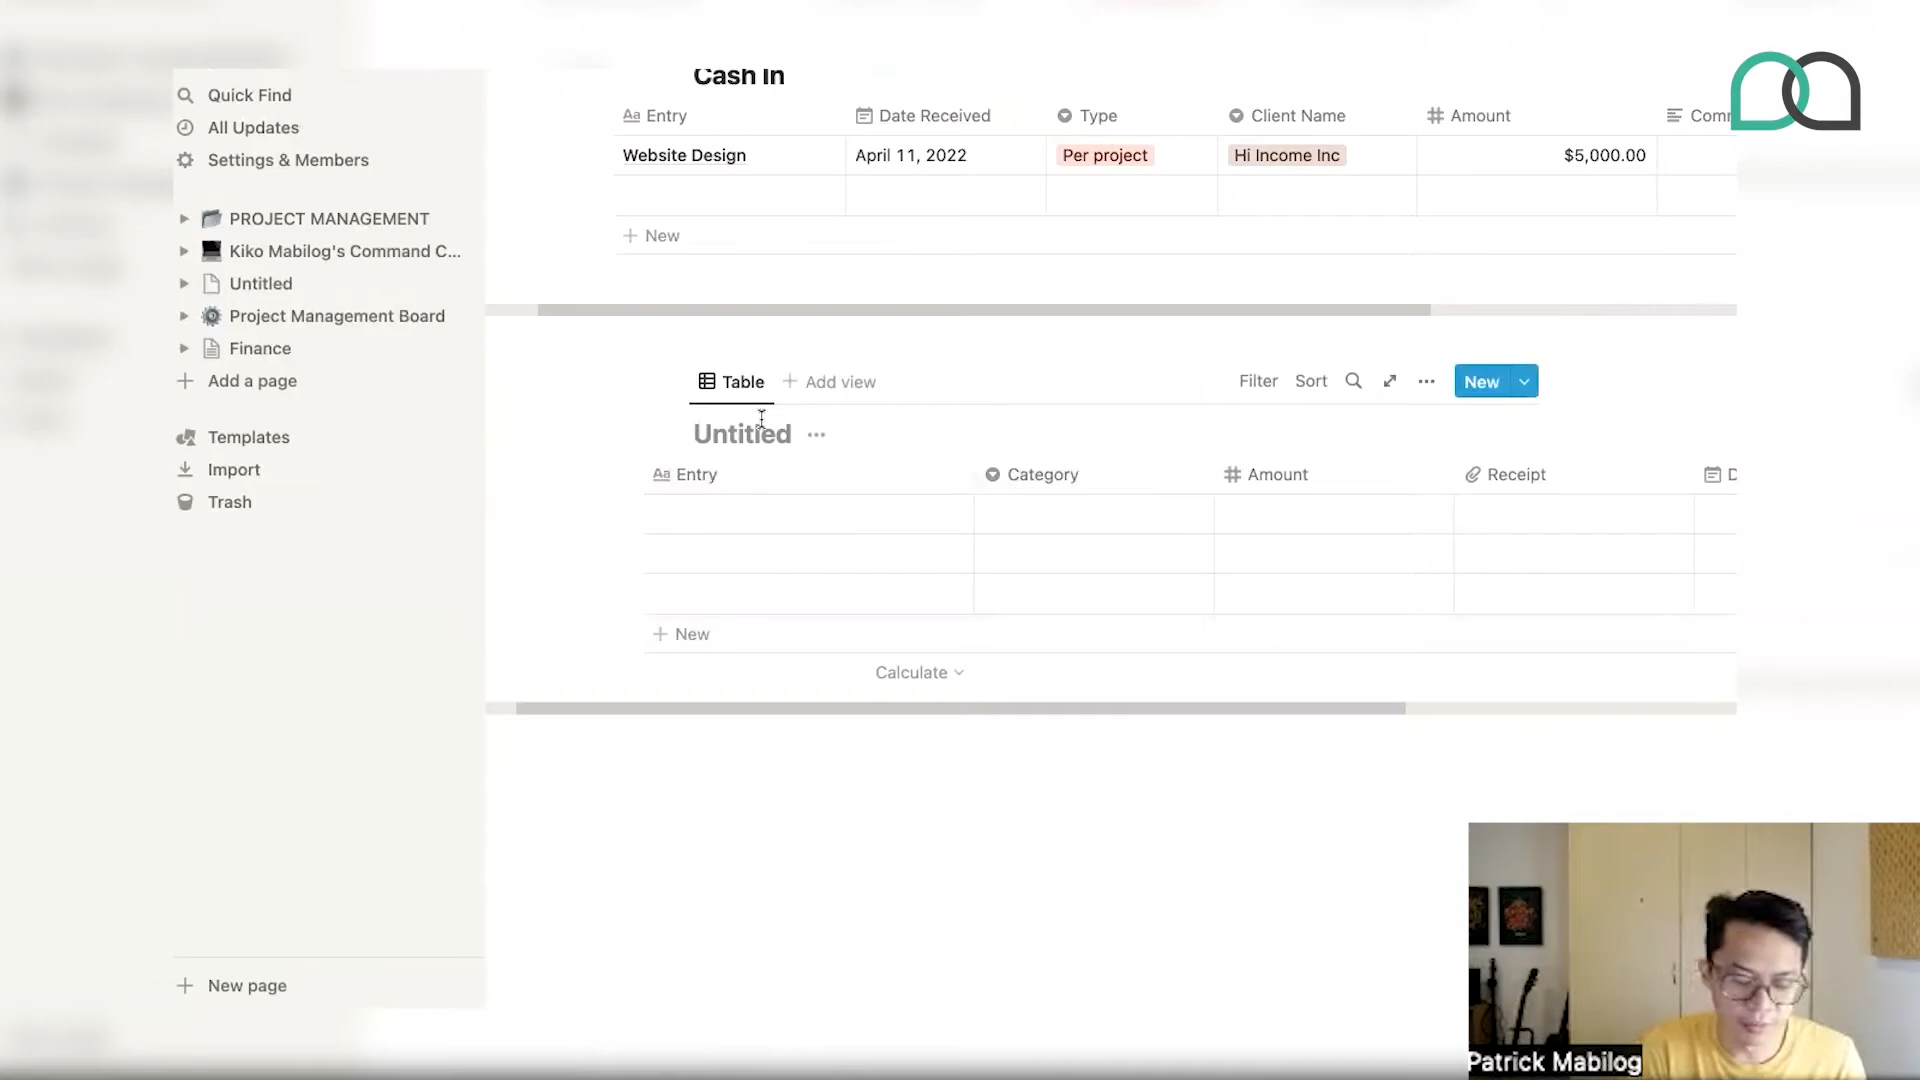 Quick Find
All Updates
Settings & Members
PROJECT MANAGEMENT
Kiko Mabilog's Command C...
Untitled
Project Management Board
Finance
Add a page
Templates
Import
Trash
New page
Cash In
Aa Entry
Date Received
Type
Client Name
Amount
Website Design
April 11, 2022
Per project
Hi Income Inc
$5,000.00
New
Table
Add view
Filter
Sort
New
Untitled
Aa Entry
Category
Amount
Receipt
New
Calculate
Patrick Mabilog